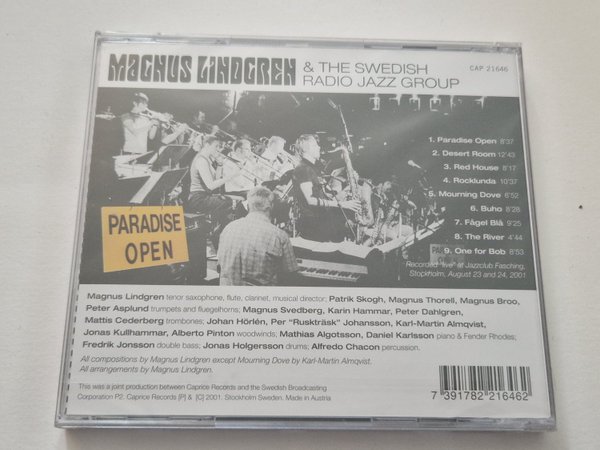 MAGNUS LINDGREN & THE SWEDISH
RADIO JAZZ GROUP
CAP 21646
1. Paradise Open 8'37
2. Desert Room 12'43
3. Red House 8'17
4. Rocklunda 10'37
5. Mourning Dove 6'52
6. Buho 8'28
7. Fågel Blå 9'25
8. The River 4'44
9. One for Bob 8'53
Recorded "live" at Jazzclub Fasching,
Stockholm, August 23 and 24, 2001
PARADISE
OPEN
Magnus Lindgren tenor saxophone, flute, clarinet, musical director; Patrik Skogh, Magnus Thorell, Magnus Broo,
Peter Asplund trumpets and fluegelhorns; Magnus Svedberg, Karin Hammar, Peter Dahlgren,
Mattis Cederberg trombones; Johan Hörlén, Per "Ruskträsk" Johansson, Karl-Martin Almqvist,
Jonas Kullhammar, Alberto Pinton woodwinds; Mathias Algotsson, Daniel Karlsson piano & Fender Rhodes;
Fredrik Jonsson double bass; Jonas Holgersson drums; Alfredo Chacon percussion.
All compositions by Magnus Lindgren except Mourning Dove by Karl-Martin Almqvist.
All arrangements by Magnus Lindgren.
This was a joint production between Caprice Records and the Swedish Broadcasting
Corporation P2. Caprice Records [P] & [C] 2001. Stockholm Sweden. Made in Austria
7 391782 216462